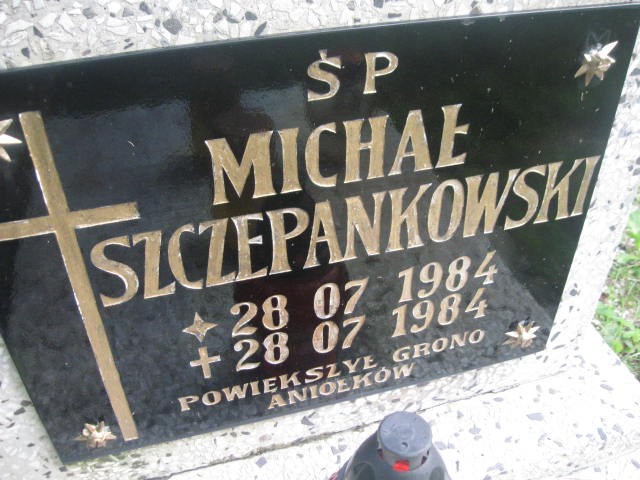 ŚP
MICHAŁ
SZCZEPANKOWSKI
28 07 1984
28 07 1984
POWIĘKSZYŁ GRONO
ANIOŁKÓW